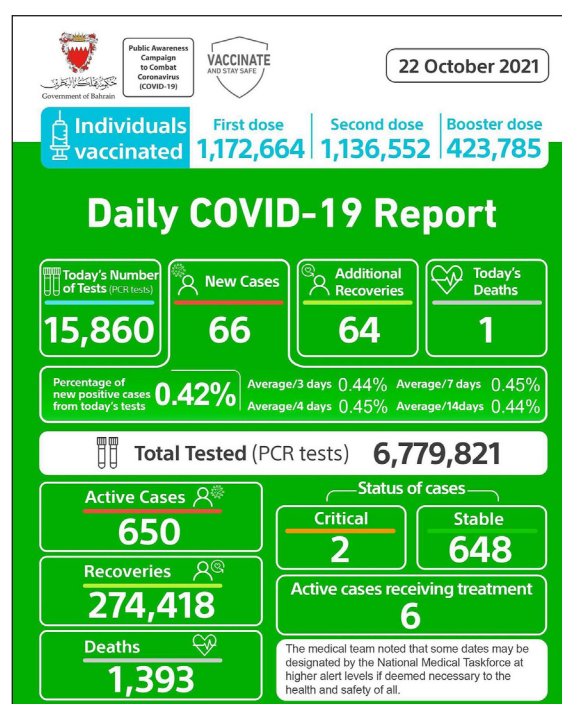 Public Awareness
Campaign
to Combat
Coronavirus
(COVID-19)
Government of Bahrain
VACCINATE
AND STAY SAFE
22 October 2021
Individuals
vaccinated
First dose
1,172,664
Second dose
1,136,552
Booster dose
423,785
Daily COVID-19 Report
Today's Number
of Tests (PCR tests)
15,860
New Cases
66
Additional
Recoveries
64
Today's
Deaths
1
Percentage of
new positive cases
from today's tests
0.42%
Average/3 days 0.44% Average/7 days 0.45%
Average/4 days 0.45% Average/14days 0.44%
Total Tested (PCR tests) 6,779,821
Active Cases
650
Recoveries
274,418
Deaths
1,393
Status of cases
Critical
2
Stable
648
Active cases receiving treatment
6
The medical team noted that some dates may be
designated by the National Medical Taskforce at
higher alert levels if deemed necessary to the
health and safety of all.